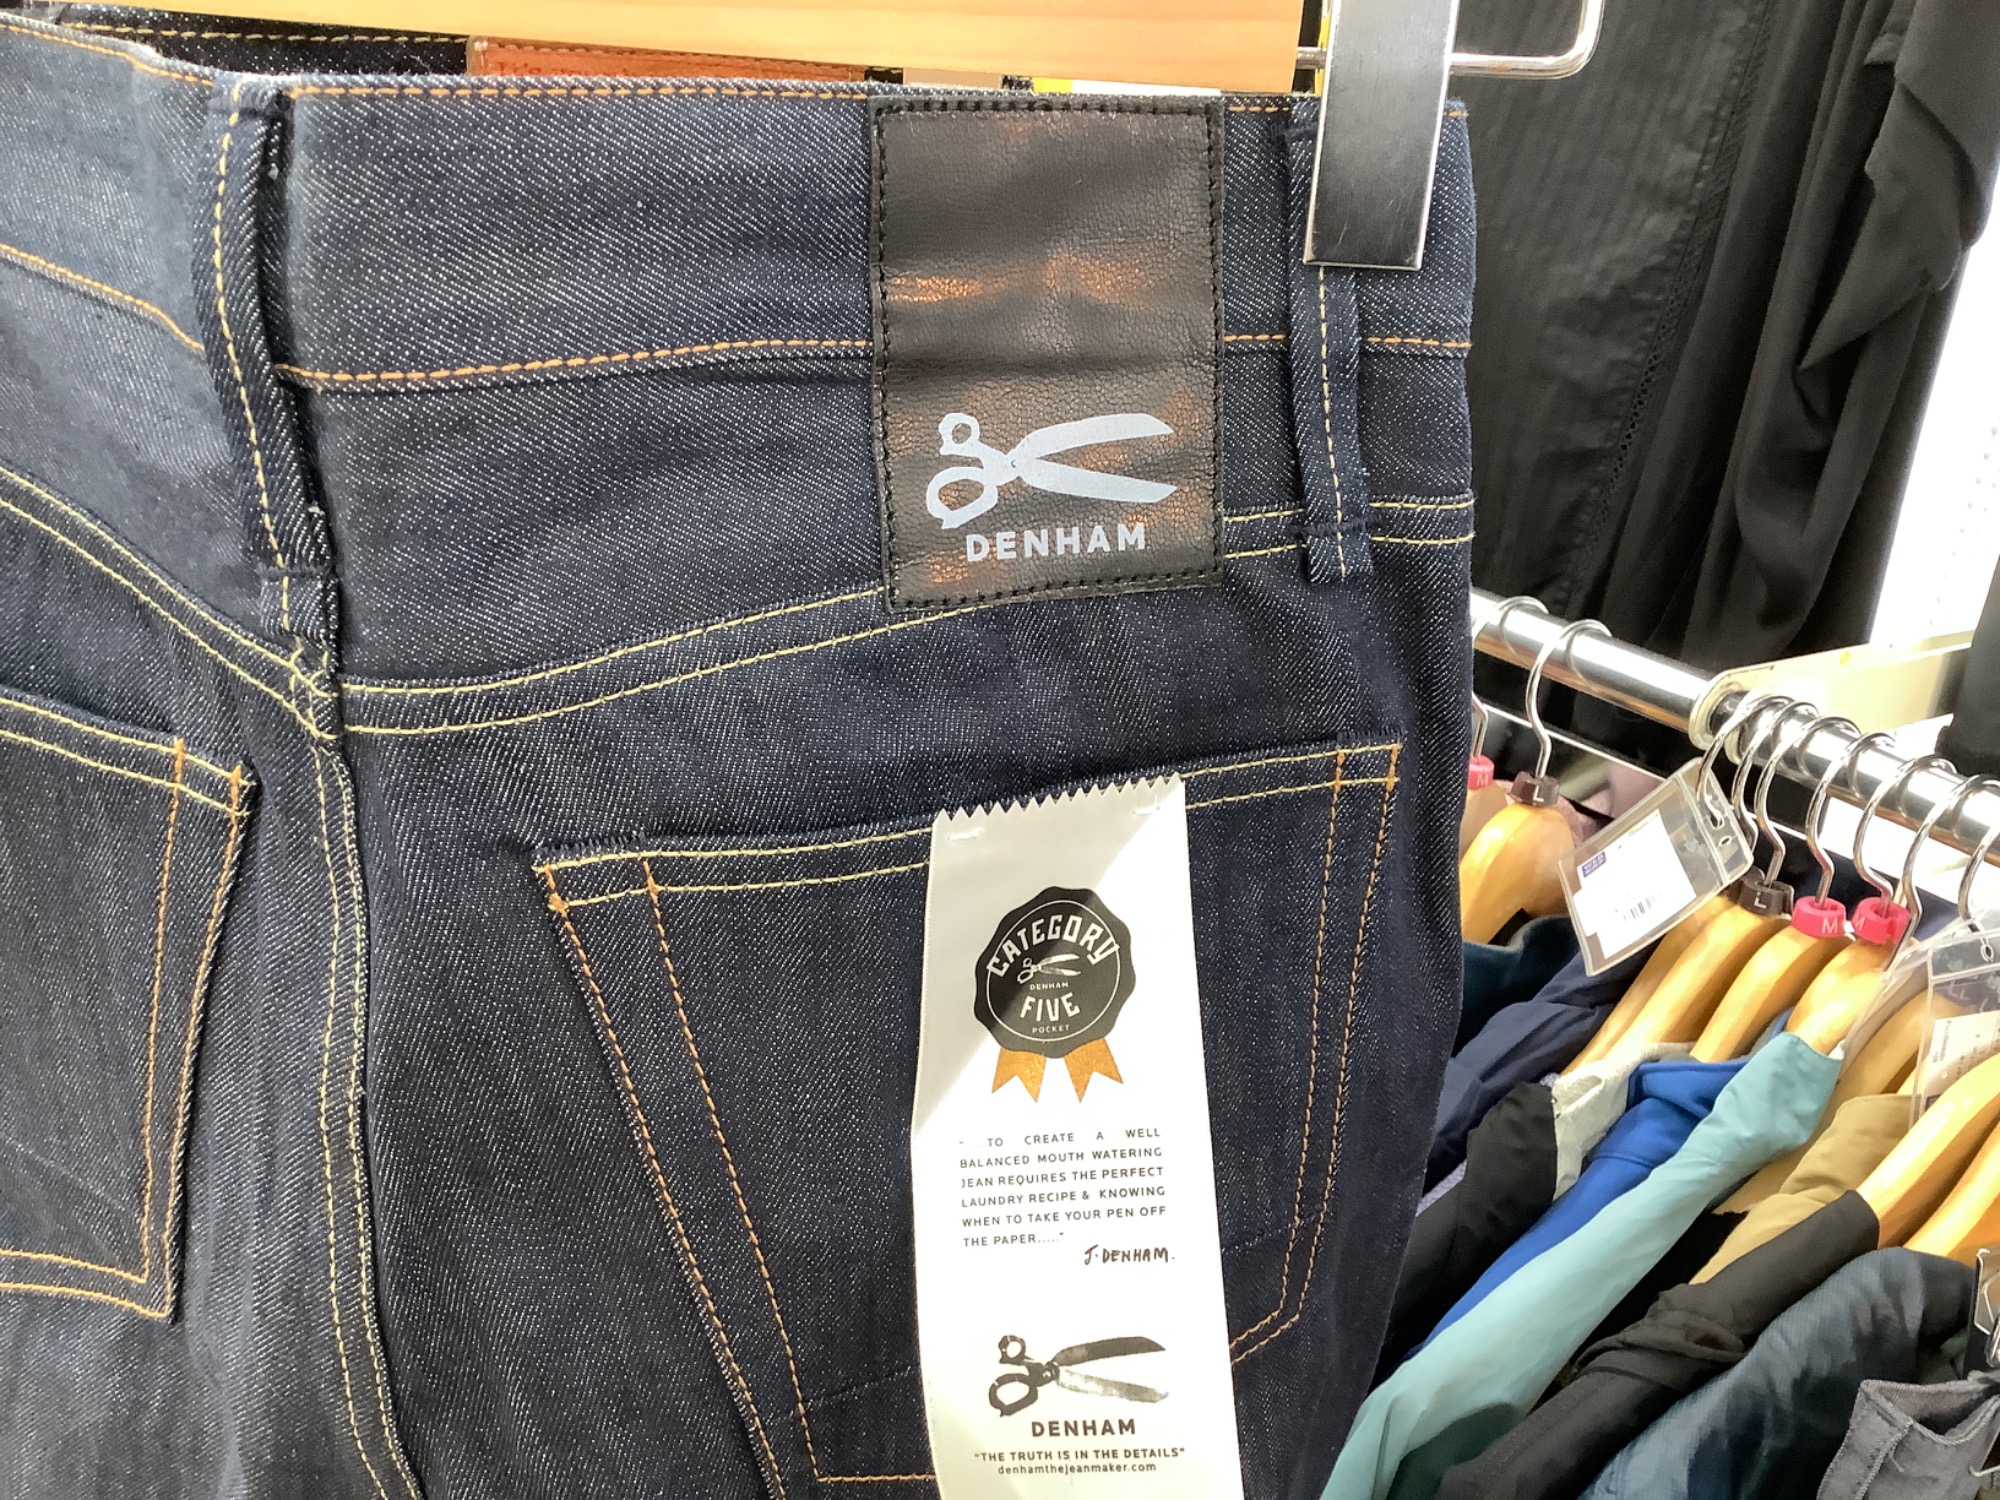 DENHAM
CATEGORY
DENHAM
FIVE
POCKET
" ...TO CREATE A WELL
BALANCED MOUTH WATERING
JEAN REQUIRES THE PERFECT
LAUNDRY RECIPE & KNOWING
WHEN TO TAKE YOUR PEN OFF
THE PAPER....."
J.DENHAM.
DENHAM
"THE TRUTH IS IN THE DETAILS"
denhamthejeanmaker.com
M
L
L
M
M